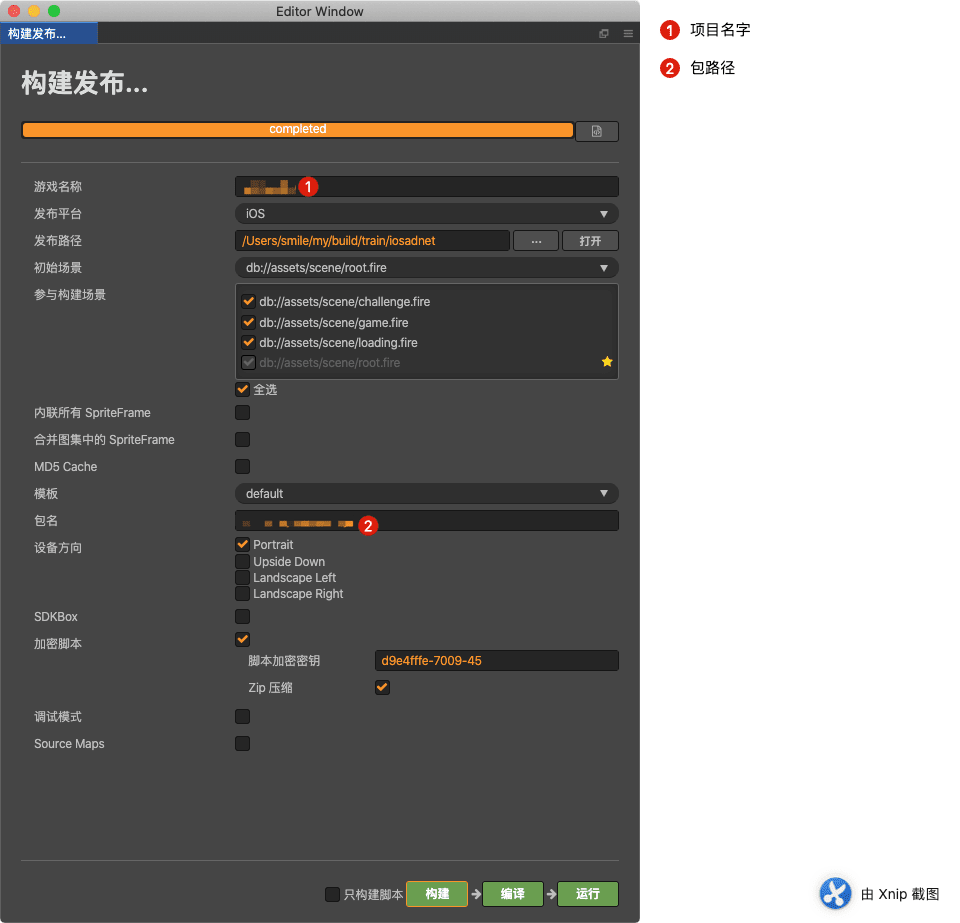 Editor Window
构建发布...
构建发布...
completed
游戏名称
1
发布平台
iOS
发布路径
/Users/smile/my/build/train/iosadnet
...
打开
初始场景
db://assets/scene/root.fire
参与构建场景
db://assets/scene/challenge.fire
db://assets/scene/game.fire
db://assets/scene/loading.fire
db://assets/scene/root.fire
全选
内联所有 SpriteFrame
合并图集中的 SpriteFrame
MD5 Cache
模板
default
包名
2
设备方向
Portrait
Upside Down
Landscape Left
Landscape Right
SDKBox
加密脚本
脚本加密密钥
d9e4fffe-7009-45
Zip 压缩
调试模式
Source Maps
只构建脚本
构建
编译
运行
1 项目名字
2 包路径
由 Xnip 截图